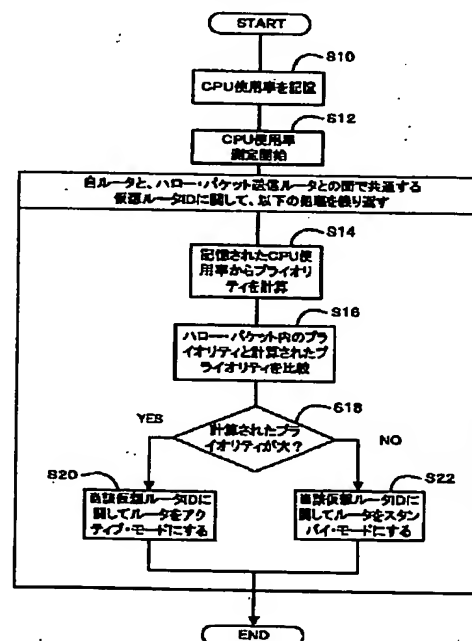 START
S10
CPU使用率を記憶
S12
CPU使用率
測定開始
自ルータと、ハロー・パケット送信ルータとの間で共通する
仮想ルータIDに関して、以下の処理を繰り返す
S14
記憶されたCPU使
用率からプライオリ
ティを計算
S16
ハロー・パケット内のプラ
イオリティと計算されたプ
ライオリティを比較
S18
計算されたプラ
イオリティが大?
YES
NO
S20
当該仮想ルータIDに
関してルータをアク
ティブ・モードにする
S22
当該仮想ルータIDに
関してルータをスタン
バイ・モードにする
END